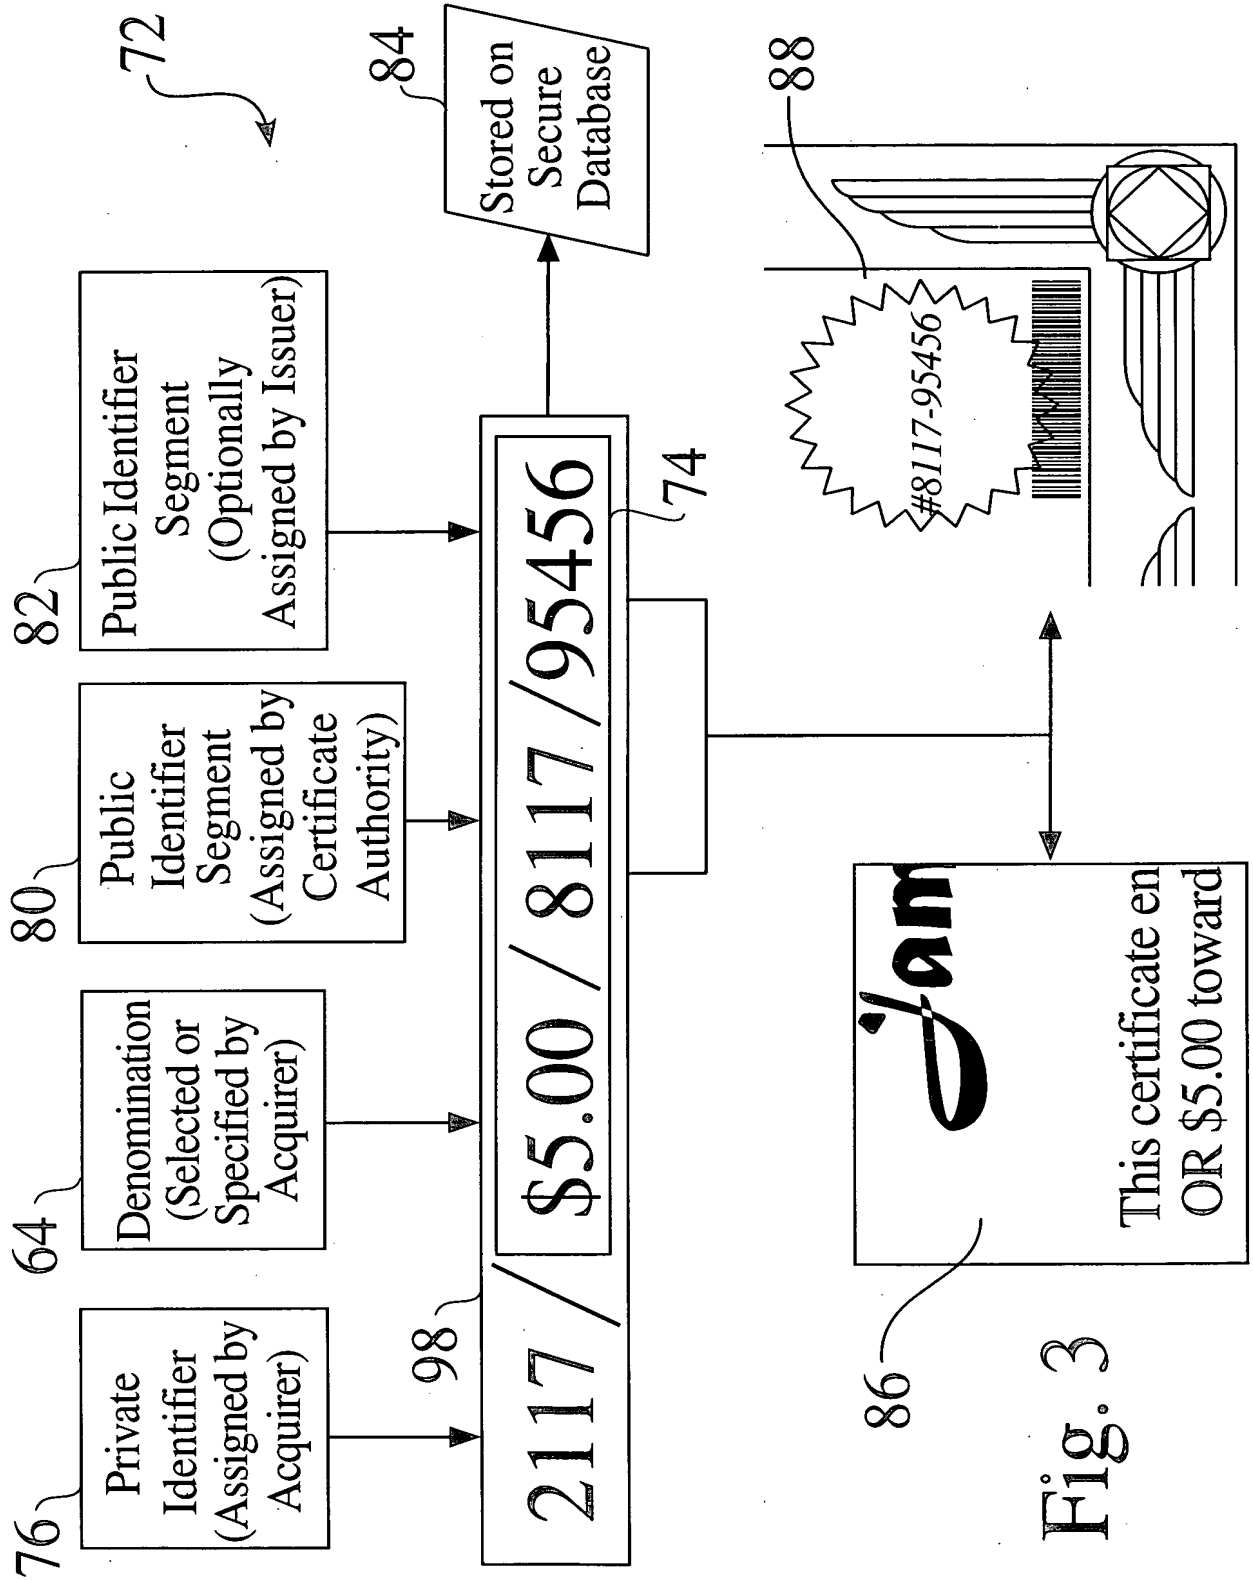 72
76
Private
Identifier
(Assigned by
Acquirer)
64
Denomination
(Selected or
Specified by
Acquirer)
80
Public
Identifier
Segment
(Assigned by
Certificate
Authority)
82
Public Identifier
Segment
(Optionally
Assigned by Issuer)
84
Stored on
Secure
Database
98
2117 / $5.00 / 8117 / 95456
74
86
Jam
This certificate en
OR $5.00 toward
88
#8117-95456
Fig. 3